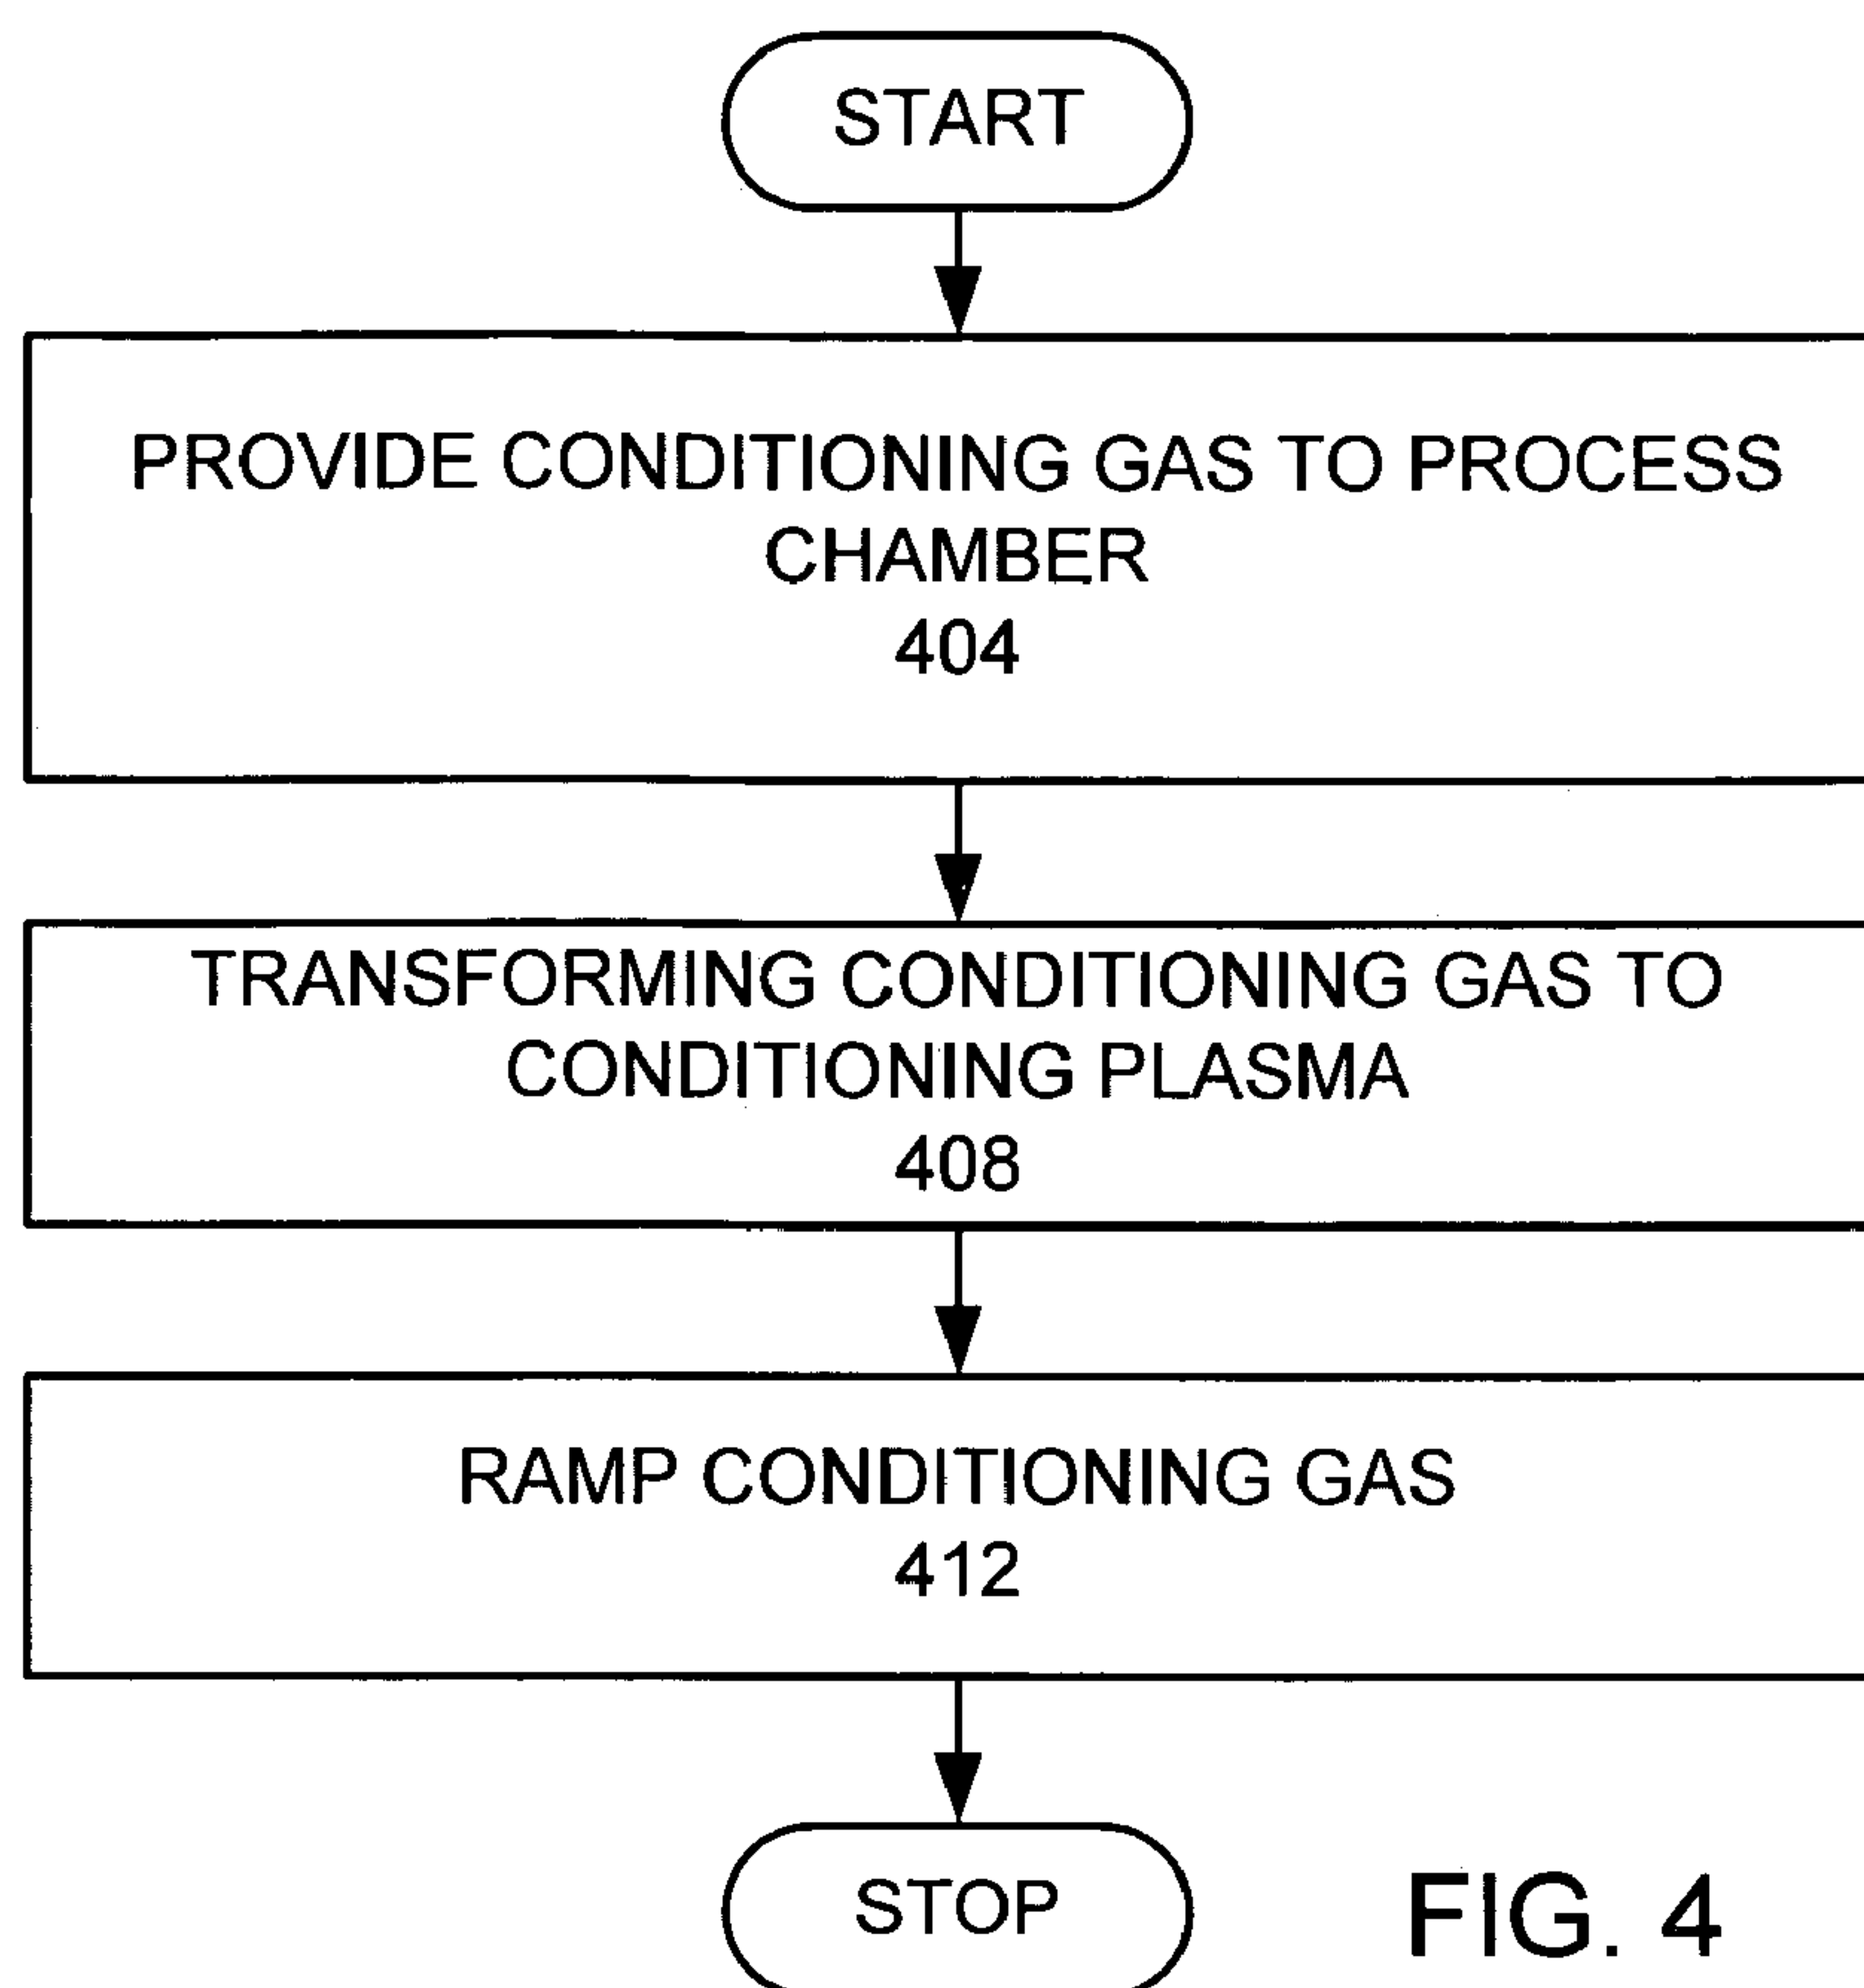 START
PROVIDE CONDITIONING GAS TO PROCESS
CHAMBER
404
TRANSFORMING CONDITIONING GAS TO
CONDITIONING PLASMA
408
RAMP CONDITIONING GAS
412
STOP
FIG. 4